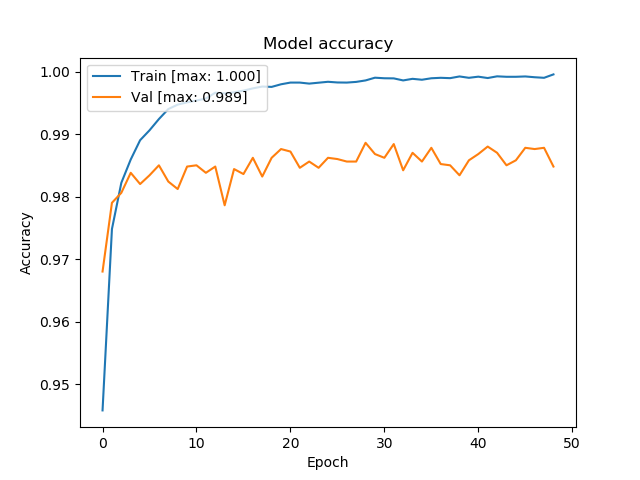 Model accuracy
Train [max: 1.000]
Val [max: 0.989]
1.00
0.99
0.98
0.97
0.96
0.95
Accuracy
0 10 20 30 40 50
Epoch